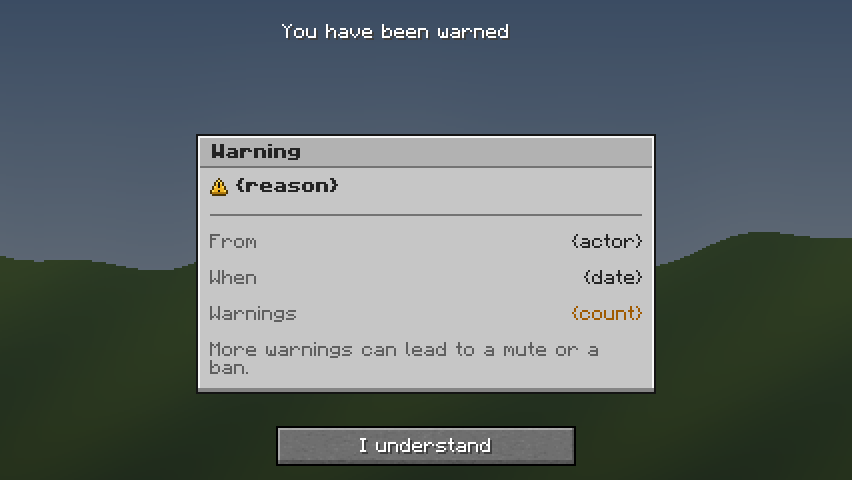 You have been warned
Warning
{reason}
From {actor}
When {date}
Warnings {count}
More warnings can lead to a mute or a
ban.
I understand